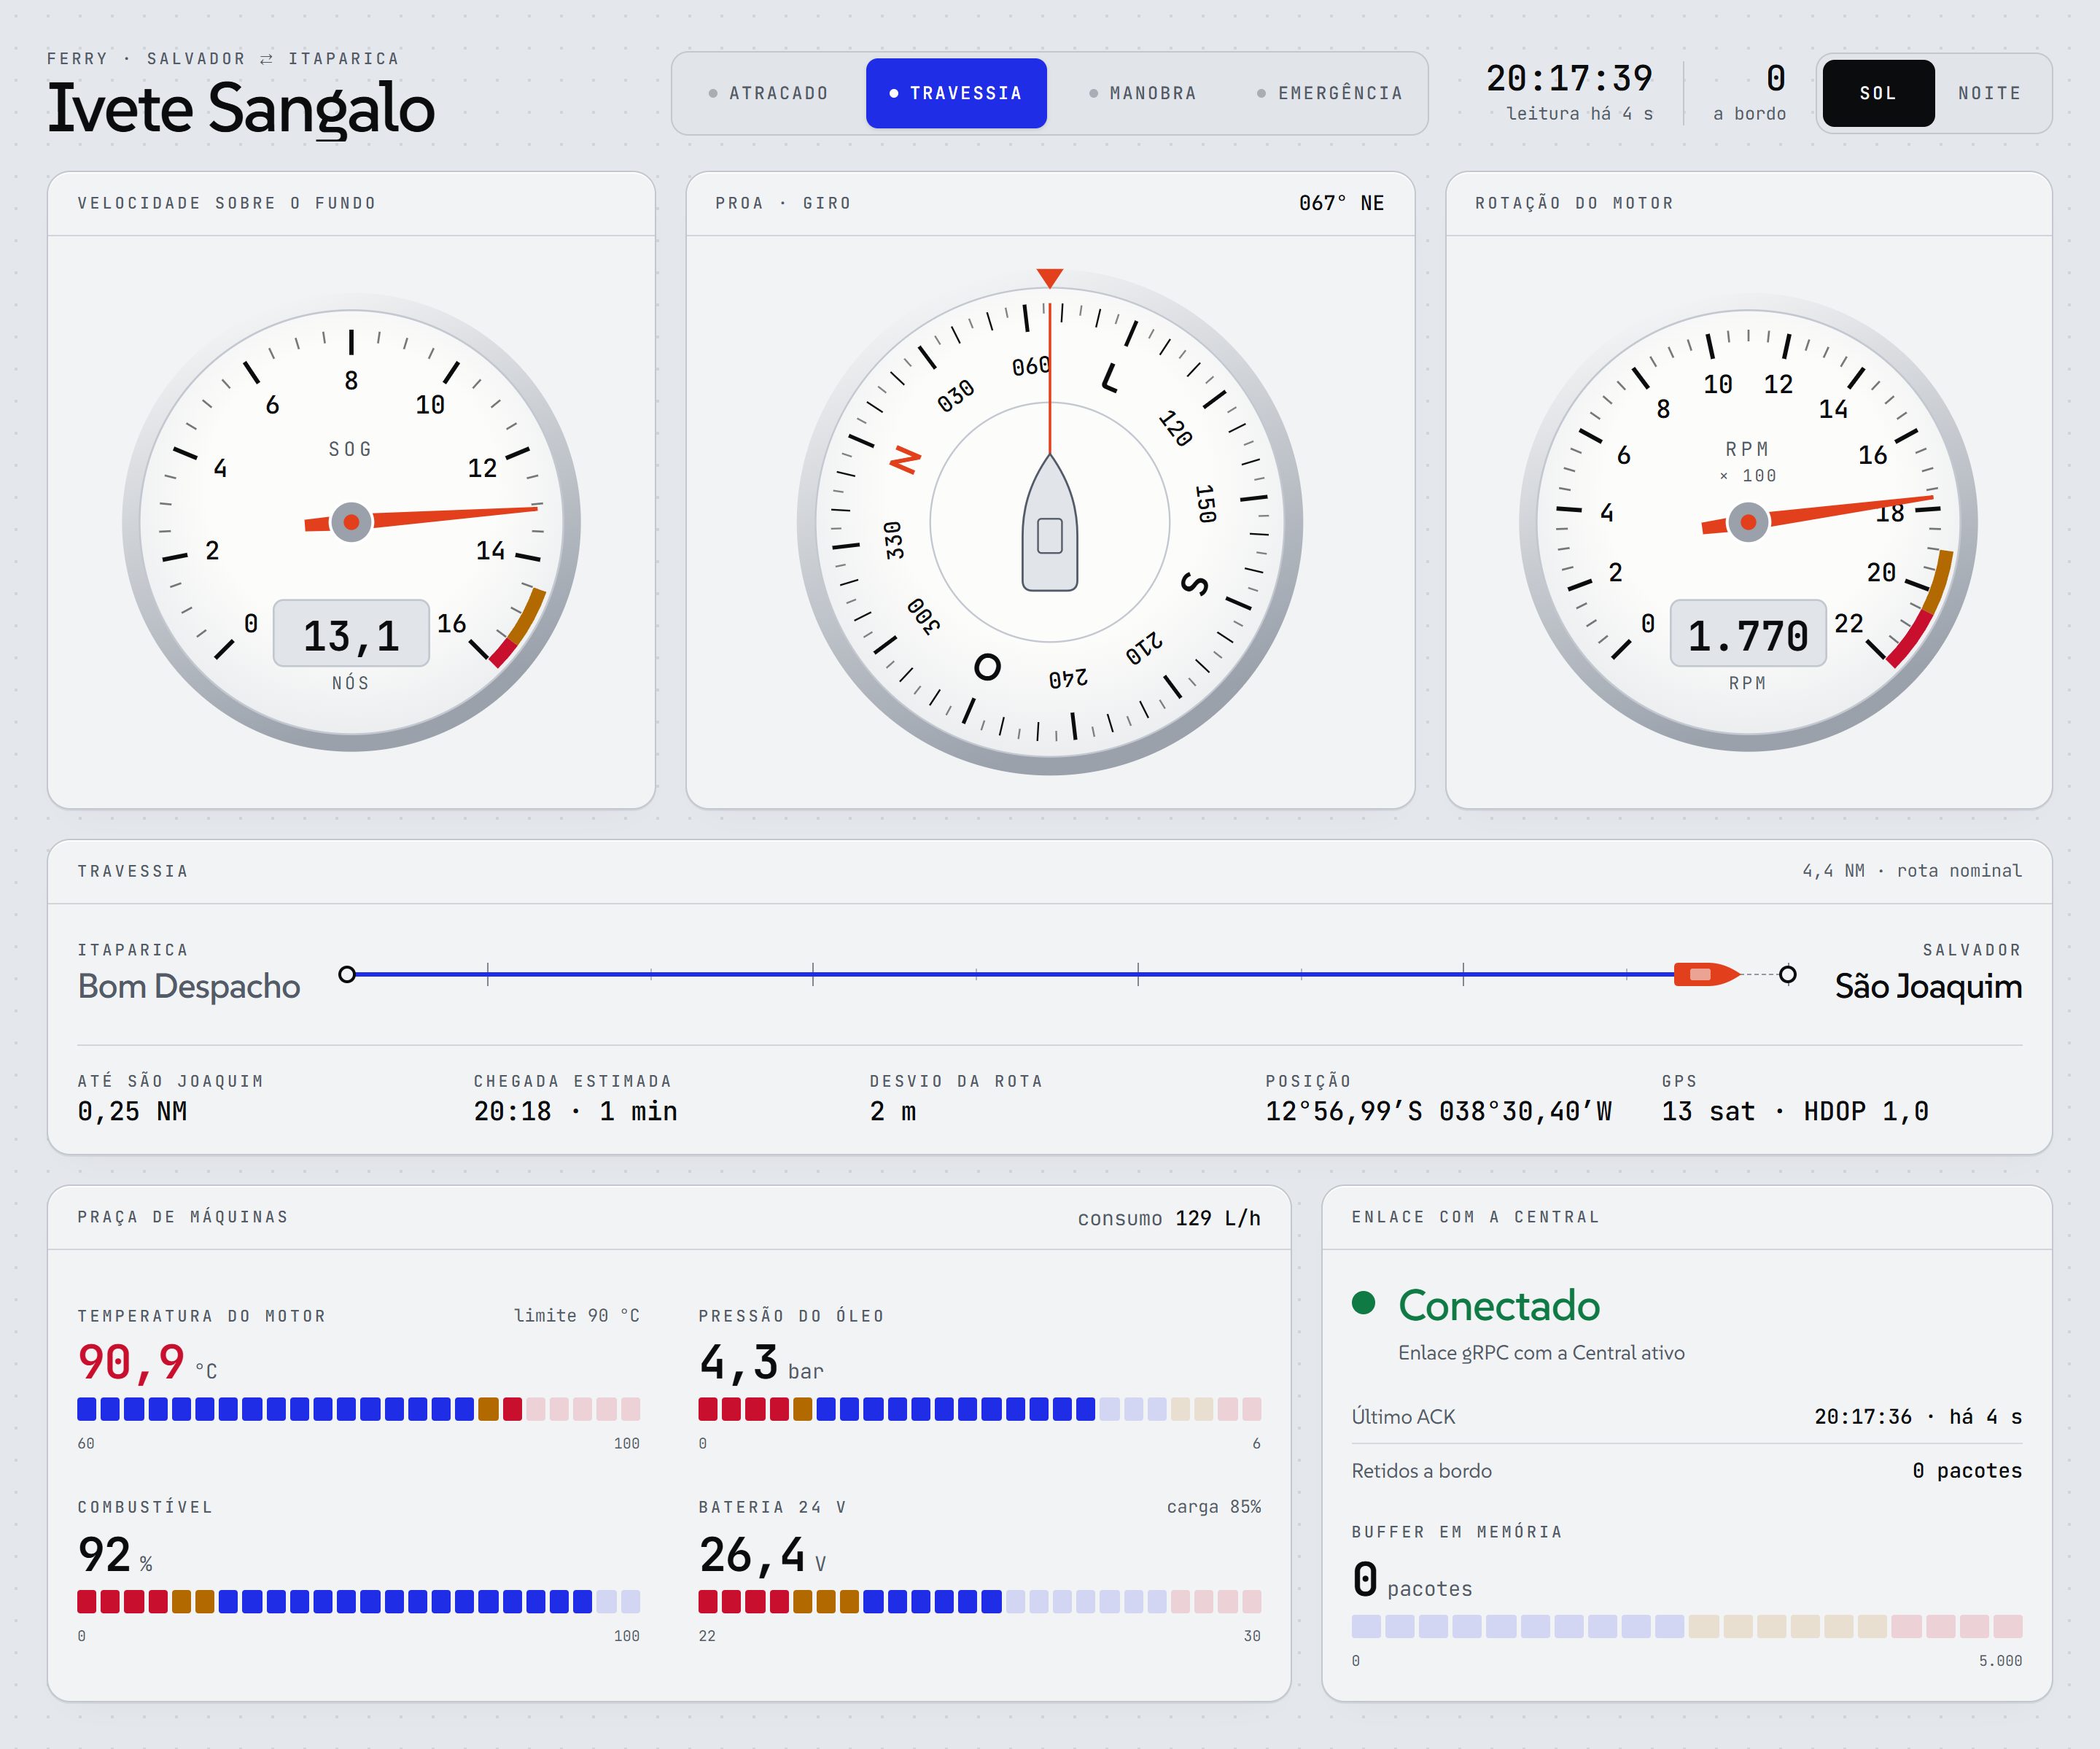 FERRY · SALVADOR ⇄ ITAPARICA
Ivete Sangalo
ATRACADO
TRAVESSIA
MANOBRA
EMERGÊNCIA
20:17:39
leitura há 4 s
0
a bordo
SOL
NOITE
VELOCIDADE SOBRE O FUNDO
0
2
4
6
8
10
12
14
16
SOG
13,1
NÓS
PROA · GIRO
067° NE
N
030
060
L
120
150
S
210
240
O
300
330
ROTAÇÃO DO MOTOR
0
2
4
6
8
10
12
14
16
18
20
22
RPM
× 100
1.770
RPM
TRAVESSIA
4,4 NM · rota nominal
ITAPARICA
Bom Despacho
SALVADOR
São Joaquim
ATÉ SÃO JOAQUIM
0,25 NM
CHEGADA ESTIMADA
20:18 · 1 min
DESVIO DA ROTA
2 m
POSIÇÃO
12°56,99’S 038°30,40’W
GPS
13 sat · HDOP 1,0
PRAÇA DE MÁQUINAS
consumo 129 L/h
TEMPERATURA DO MOTOR
limite 90 °C
90,9 °C
60
100
PRESSÃO DO ÓLEO
4,3 bar
0
6
COMBUSTÍVEL
92 %
0
100
BATERIA 24 V
carga 85%
26,4 V
22
30
ENLACE COM A CENTRAL
Conectado
Enlace gRPC com a Central ativo
Último ACK
20:17:36 · há 4 s
Retidos a bordo
0 pacotes
BUFFER EM MEMÓRIA
0 pacotes
0
5.000